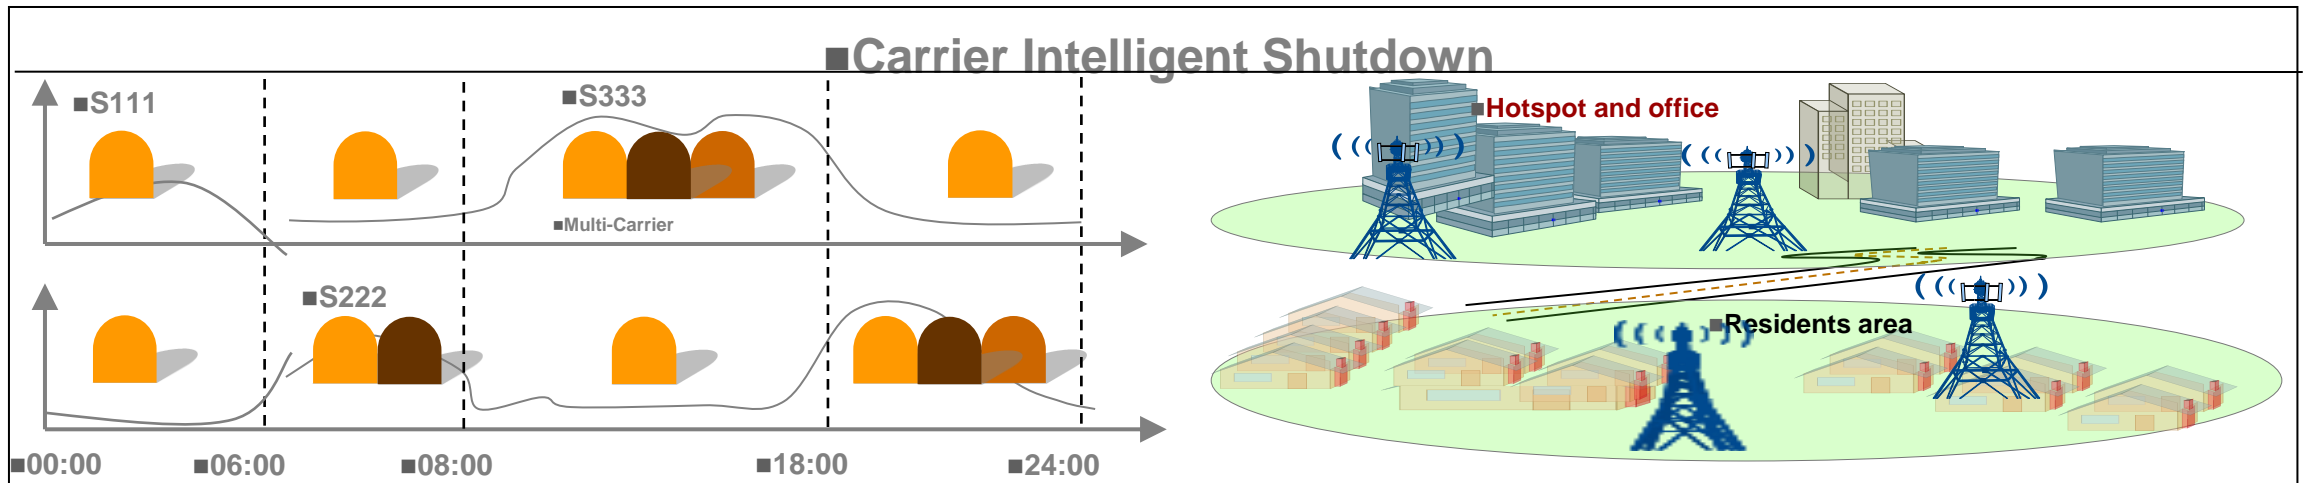 ■Carrier Intelligent Shutdown
■S111
■S333
■Multi-Carrier
■S222
■00:00 ■06:00 ■08:00 ■18:00 ■24:00
■Hotspot and office
■Residents area